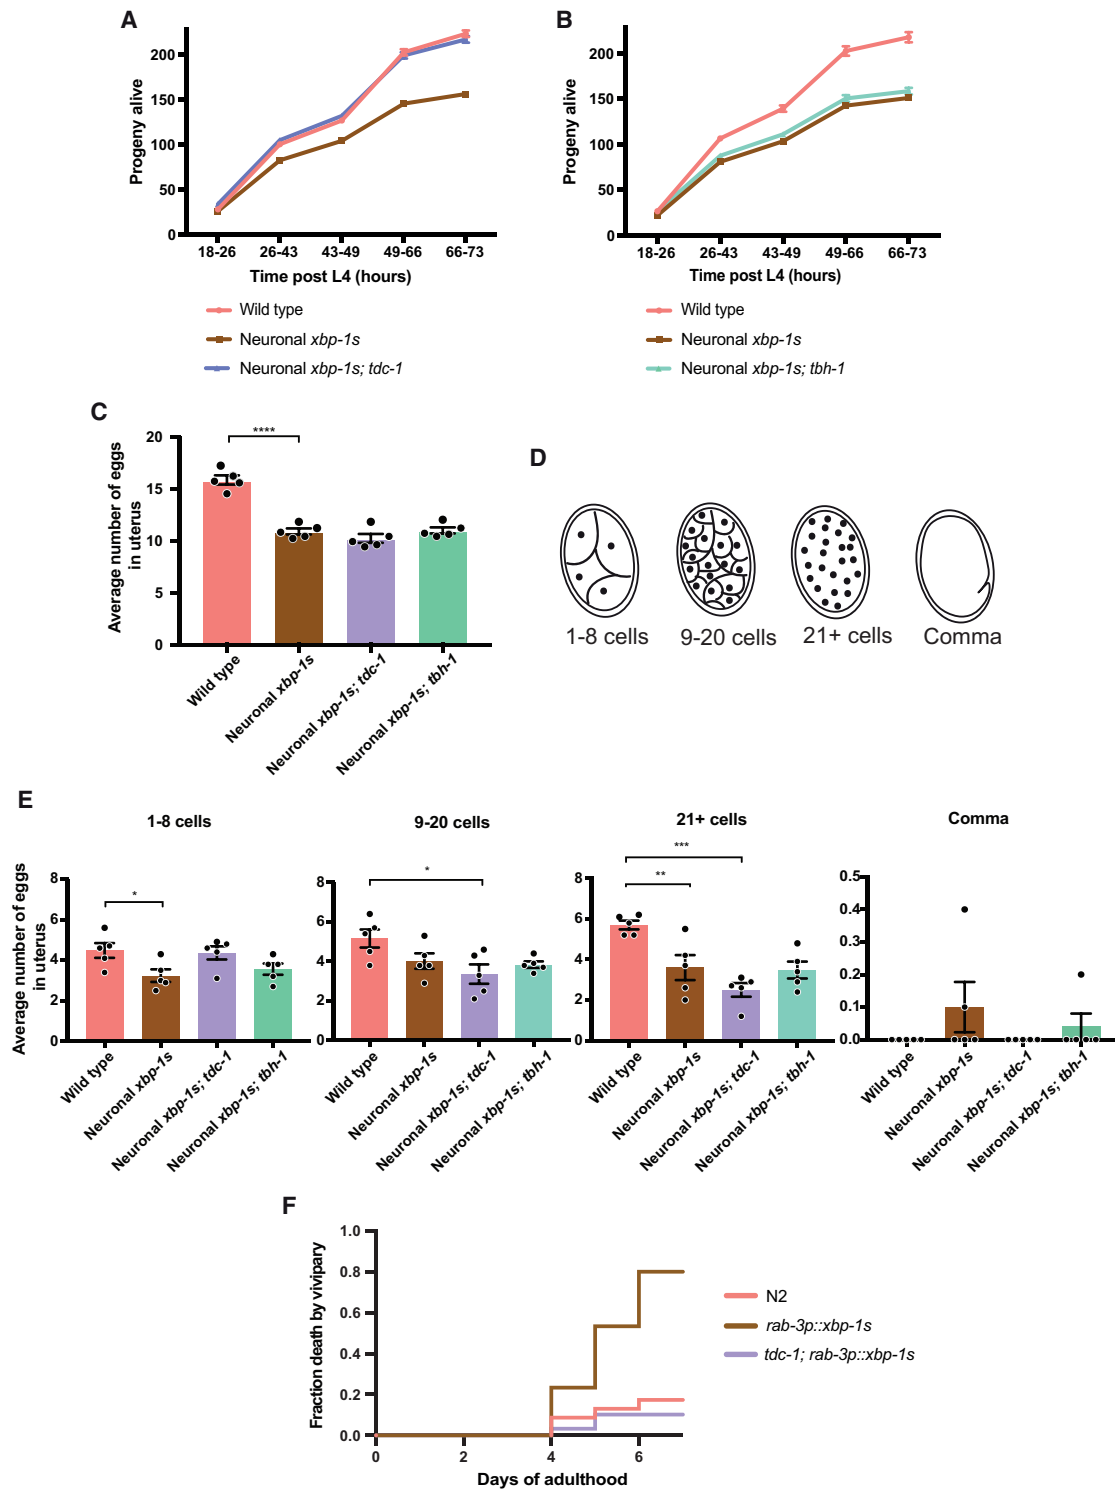 A
Progeny alive
200
150
100
50
0
18-26 26-43 43-49 49-66 66-73
Time post L4 (hours)
Wild type
Neuronal xbp-1s
Neuronal xbp-1s; tdc-1
B
Progeny alive
200
150
100
50
0
18-26 26-43 43-49 49-66 66-73
Time post L4 (hours)
Wild type
Neuronal xbp-1s
Neuronal xbp-1s; tbh-1
C
Average number of eggs
in uterus
20
15
10
5
0
****
Wild type
Neuronal xbp-1s
Neuronal xbp-1s; tdc-1
Neuronal xbp-1s; tbh-1
D
1-8 cells
9-20 cells
21+ cells
Comma
E
Average number of eggs
in uterus
1-8 cells
8
6
4
2
0
*
Wild type
Neuronal xbp-1s
Neuronal xbp-1s; tdc-1
Neuronal xbp-1s; tbh-1
9-20 cells
8
6
4
2
0
*
Wild type
Neuronal xbp-1s
Neuronal xbp-1s; tdc-1
Neuronal xbp-1s; tbh-1
21+ cells
8
6
4
2
0
***
**
Wild type
Neuronal xbp-1s
Neuronal xbp-1s; tdc-1
Neuronal xbp-1s; tbh-1
Comma
0.5
0.4
0.3
0.2
0.1
0.0
Wild type
Neuronal xbp-1s
Neuronal xbp-1s; tdc-1
Neuronal xbp-1s; tbh-1
F
Fraction death by vivipary
1.0
0.8
0.6
0.4
0.2
0.0
0 2 4 6
Days of adulthood
N2
rab-3p::xbp-1s
tdc-1; rab-3p::xbp-1s